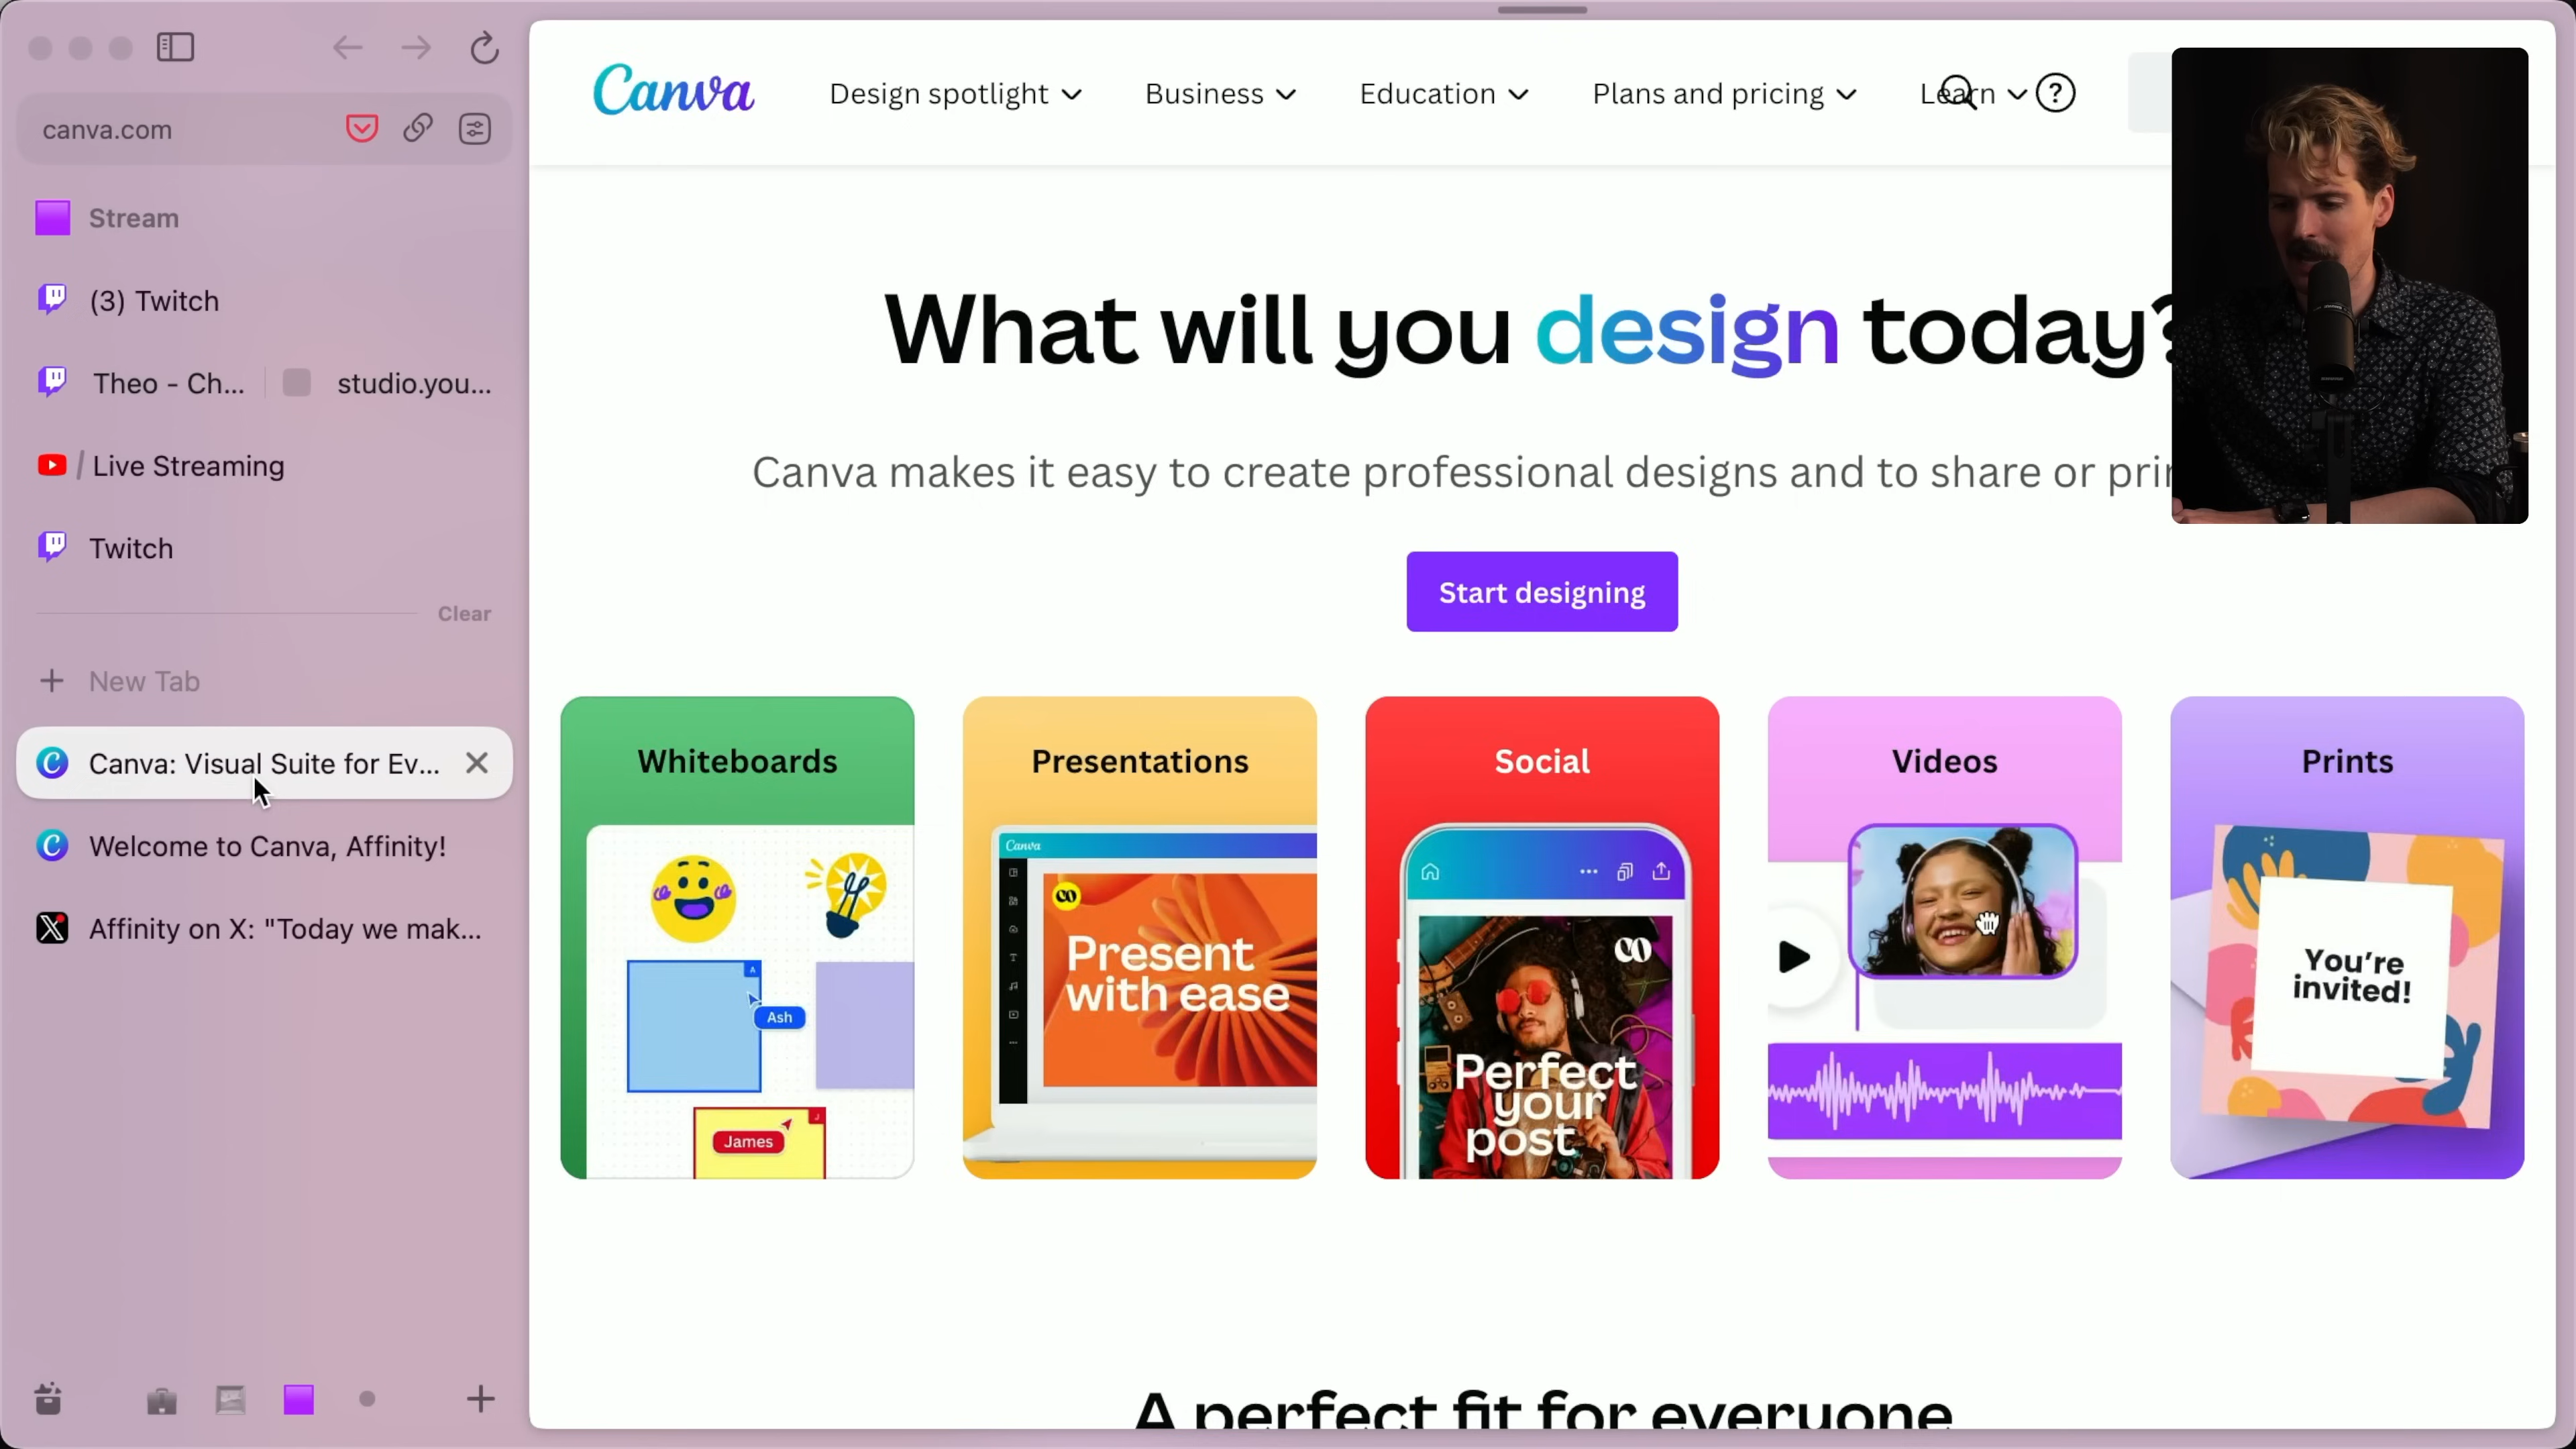 canva.com
Stream
(3) Twitch
Theo - Ch...
studio.you...
/ Live Streaming
Twitch
Clear
New Tab
Canva: Visual Suite for Ev...
Welcome to Canva, Affinity!
Affinity on X: "Today we mak...
Canva
Design spotlight
Business
Education
Plans and pricing
Learn
?
What will you design today?
Canva makes it easy to create professional designs and to share or prin
Start designing
Whiteboards
A
Ash
J
James
Presentations
Canva
co
Present
with ease
Social
co
Perfect
your
post
Videos
Prints
You're
invited!
A perfect fit for everyone